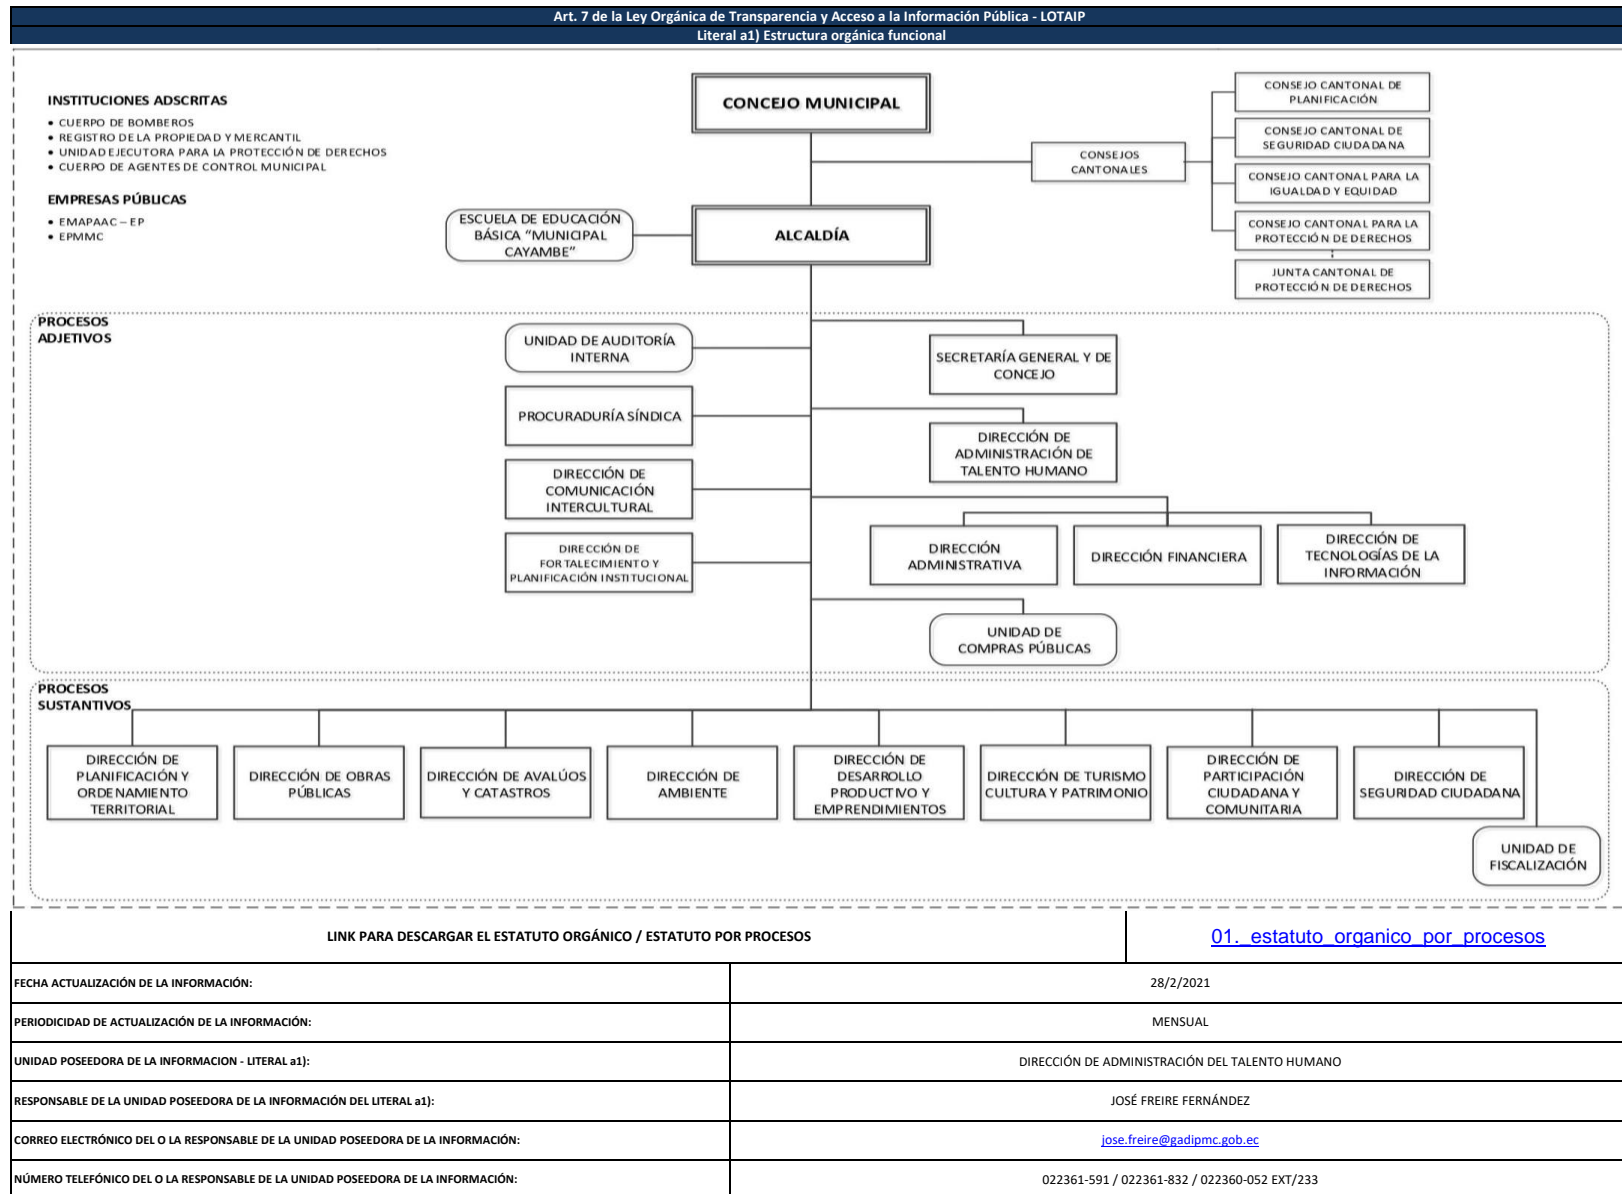 Art. 7 de la Ley Orgánica de Transparencia y Acceso a la Información Pública - LOTAIP
Literal a1) Estructura orgánica funcional
INSTITUCIONES ADSCRITAS
• CUERPO DE BOMBEROS
• REGISTRO DE LA PROPIEDAD Y MERCANTIL
• UNIDAD EJECUTORA PARA LA PROTECCIÓN DE DERECHOS
• CUERPO DE AGENTES DE CONTROL MUNICIPAL
EMPRESAS PÚBLICAS
• EMAPAAC – EP
• EPMMC
CONCEJO MUNICIPAL
CONSEJOS
CANTONALES
CONSEJO CANTONAL DE
PLANIFICACIÓN
CONSEJO CANTONAL DE
SEGURIDAD CIUDADANA
CONSEJO CANTONAL PARA LA
IGUALDAD Y EQUIDAD
CONSEJO CANTONAL PARA LA
PROTECCIÓN DE DERECHOS
JUNTA CANTONAL DE
PROTECCIÓN DE DERECHOS
ESCUELA DE EDUCACIÓN
BÁSICA “MUNICIPAL
CAYAMBE”
ALCALDÍA
PROCESOS
ADJETIVOS
UNIDAD DE AUDITORÍA
INTERNA
SECRETARÍA GENERAL Y DE
CONCEJO
PROCURADURÍA SÍNDICA
DIRECCIÓN DE
ADMINISTRACIÓN DE
TALENTO HUMANO
DIRECCIÓN DE
COMUNICACIÓN
INTERCULTURAL
DIRECCIÓN
ADMINISTRATIVA
DIRECCIÓN FINANCIERA
DIRECCIÓN DE
TECNOLOGÍAS DE LA
INFORMACIÓN
DIRECCIÓN DE
FORTALECIMIENTO Y
PLANIFICACIÓN INSTITUCIONAL
UNIDAD DE
COMPRAS PÚBLICAS
PROCESOS
SUSTANTIVOS
DIRECCIÓN DE
PLANIFICACIÓN Y
ORDENAMIENTO
TERRITORIAL
DIRECCIÓN DE OBRAS
PÚBLICAS
DIRECCIÓN DE AVALÚOS
Y CATASTROS
DIRECCIÓN DE
AMBIENTE
DIRECCIÓN DE
DESARROLLO
PRODUCTIVO Y
EMPRENDIMIENTOS
DIRECCIÓN DE TURISMO
CULTURA Y PATRIMONIO
DIRECCIÓN DE
PARTICIPACIÓN
CIUDADANA Y
COMUNITARIA
DIRECCIÓN DE
SEGURIDAD CIUDADANA
UNIDAD DE
FISCALIZACIÓN
LINK PARA DESCARGAR EL ESTATUTO ORGÁNICO / ESTATUTO POR PROCESOS
01._estatuto_organico_por_procesos
FECHA ACTUALIZACIÓN DE LA INFORMACIÓN:
28/2/2021
PERIODICIDAD DE ACTUALIZACIÓN DE LA INFORMACIÓN:
MENSUAL
UNIDAD POSEEDORA DE LA INFORMACION - LITERAL a1):
DIRECCIÓN DE ADMINISTRACIÓN DEL TALENTO HUMANO
RESPONSABLE DE LA UNIDAD POSEEDORA DE LA INFORMACIÓN DEL LITERAL a1):
JOSÉ FREIRE FERNÁNDEZ
CORREO ELECTRÓNICO DEL O LA RESPONSABLE DE LA UNIDAD POSEEDORA DE LA INFORMACIÓN:
jose.freire@gadipmc.gob.ec
NÚMERO TELEFÓNICO DEL O LA RESPONSABLE DE LA UNIDAD POSEEDORA DE LA INFORMACIÓN:
022361-591 / 022361-832 / 022360-052 EXT/233